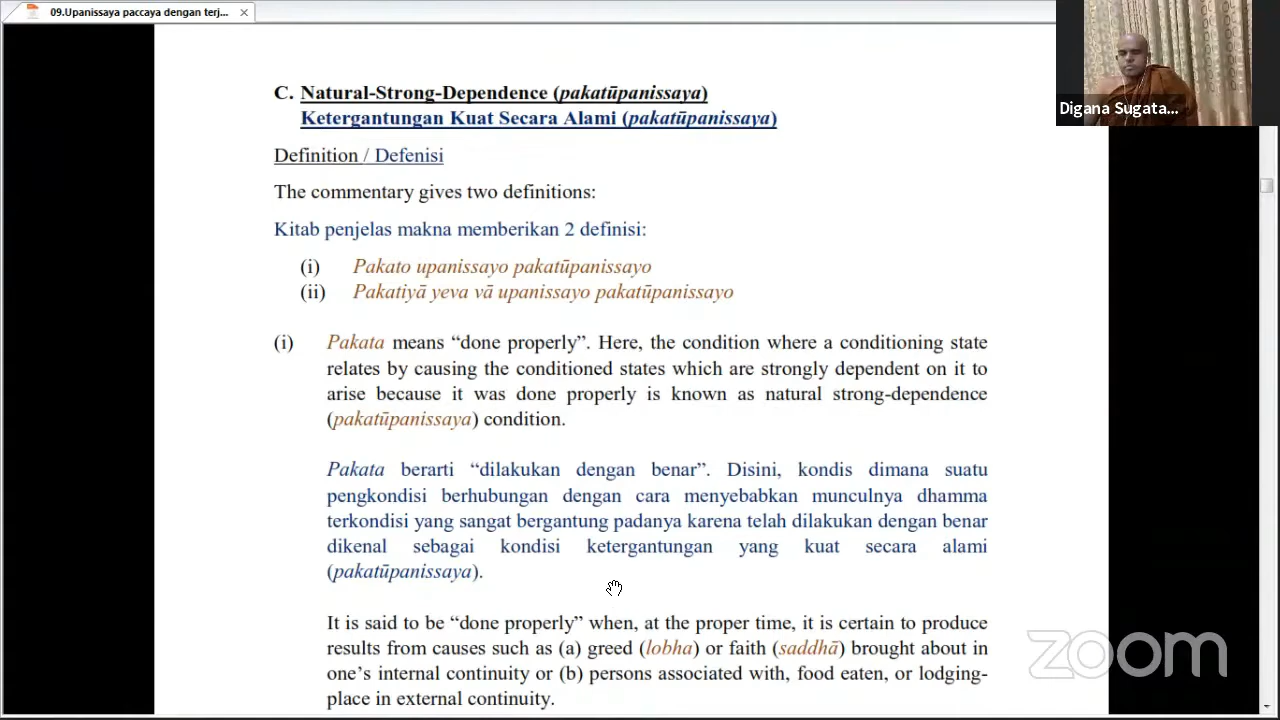 09.Upanissaya paccaya dengan terj...
Digana Sugata...
C. Natural-Strong-Dependence (pakatūpanissaya)
Ketergantungan Kuat Secara Alami (pakatūpanissaya)
Definition / Defenisi
The commentary gives two definitions:
Kitab penjelas makna memberikan 2 definisi:
(i) Pakato upanissayo pakatūpanissayo
(ii) Pakatiyā yeva vā upanissayo pakatūpanissayo
(i) Pakata means “done properly”. Here, the condition where a conditioning state
relates by causing the conditioned states which are strongly dependent on it to
arise because it was done properly is known as natural strong-dependence
(pakatūpanissaya) condition.
Pakata berarti “dilakukan dengan benar”. Disini, kondis dimana suatu
pengkondisi berhubungan dengan cara menyebabkan munculnya dhamma
terkondisi yang sangat bergantung padanya karena telah dilakukan dengan benar
dikenal sebagai kondisi ketergantungan yang kuat secara alami
(pakatūpanissaya).
It is said to be “done properly” when, at the proper time, it is certain to produce
results from causes such as (a) greed (lobha) or faith (saddhā) brought about in
one’s internal continuity or (b) persons associated with, food eaten, or lodging-
place in external continuity.
zoom